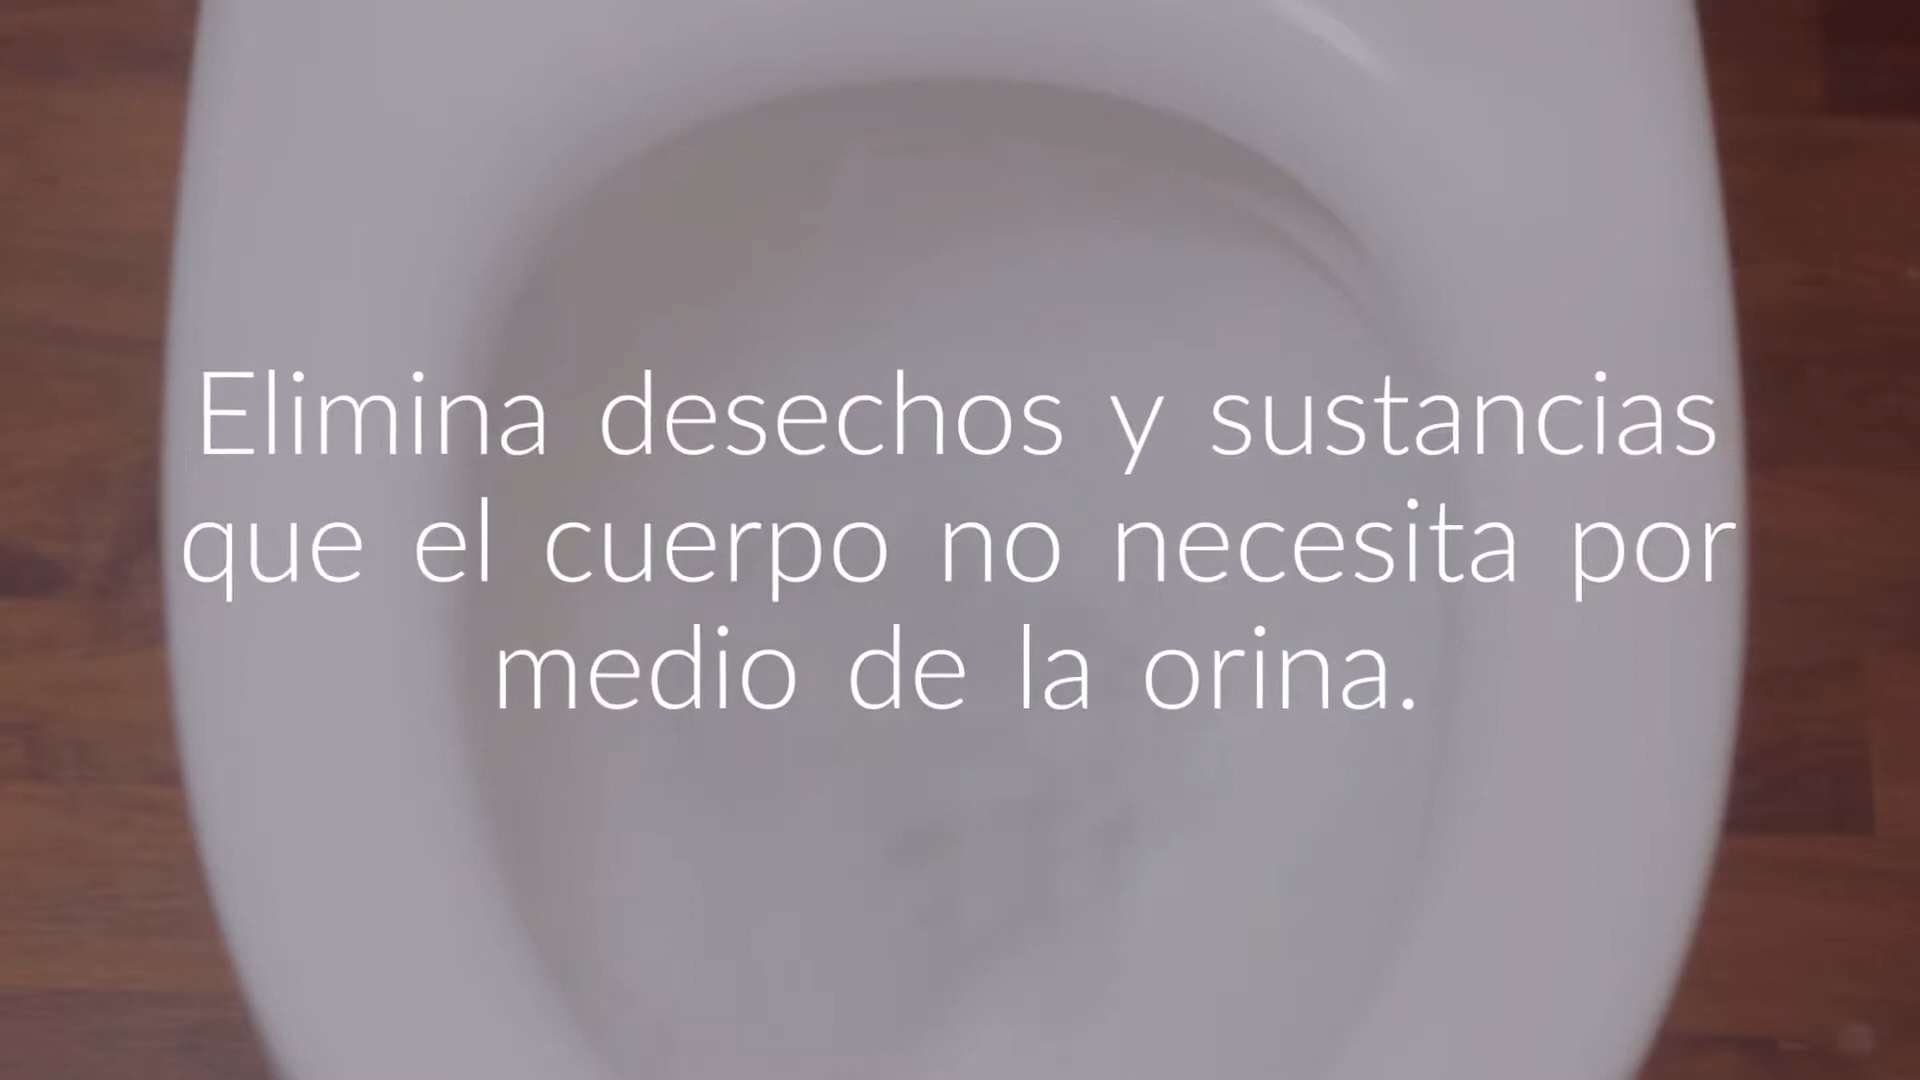 Elimina desechos y sustancias
que el cuerpo no necesita por
medio de la orina.